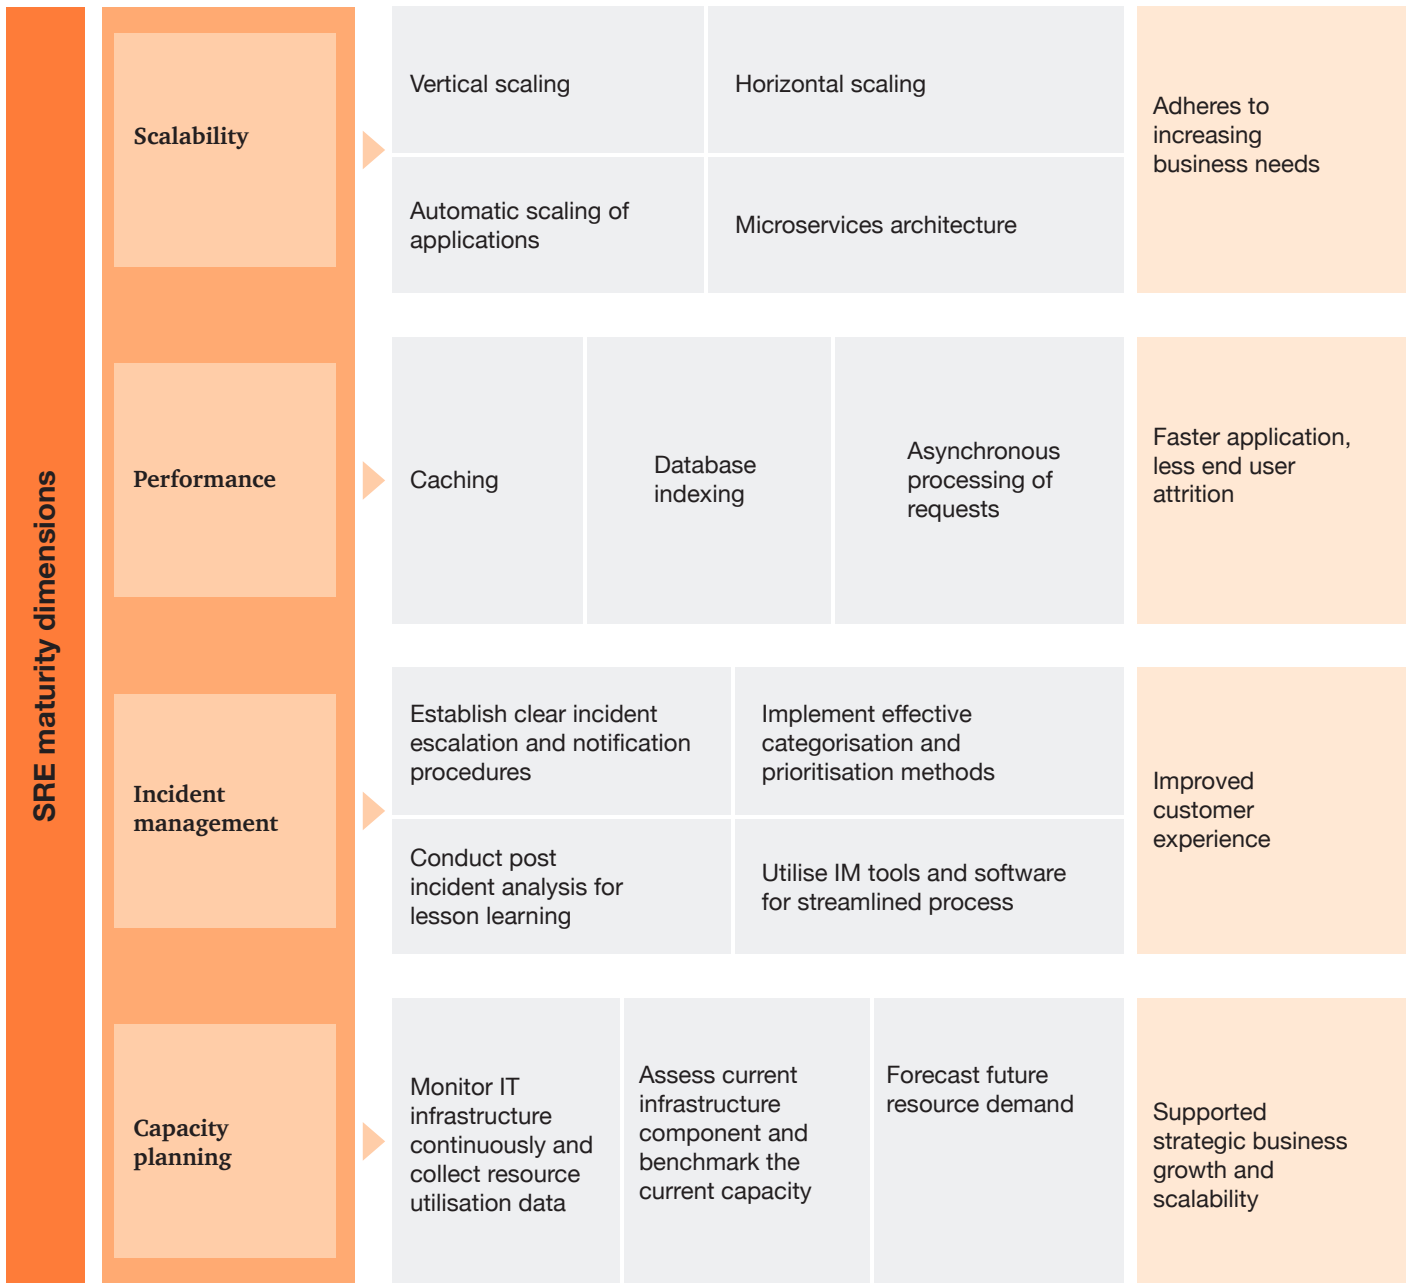 SRE maturity dimensions
Scalability
Vertical scaling
Horizontal scaling
Automatic scaling of
applications
Microservices architecture
Adheres to
increasing
business needs
Performance
Caching
Database
indexing
Asynchronous
processing of
requests
Faster application,
less end user
attrition
Incident
management
Establish clear incident
escalation and notification
procedures
Implement effective
categorisation and
prioritisation methods
Conduct post
incident analysis for
lesson learning
Utilise IM tools and software
for streamlined process
Improved
customer
experience
Capacity
planning
Monitor IT
infrastructure
continuously and
collect resource
utilisation data
Assess current
infrastructure
component and
benchmark the
current capacity
Forecast future
resource demand
Supported
strategic business
growth and
scalability